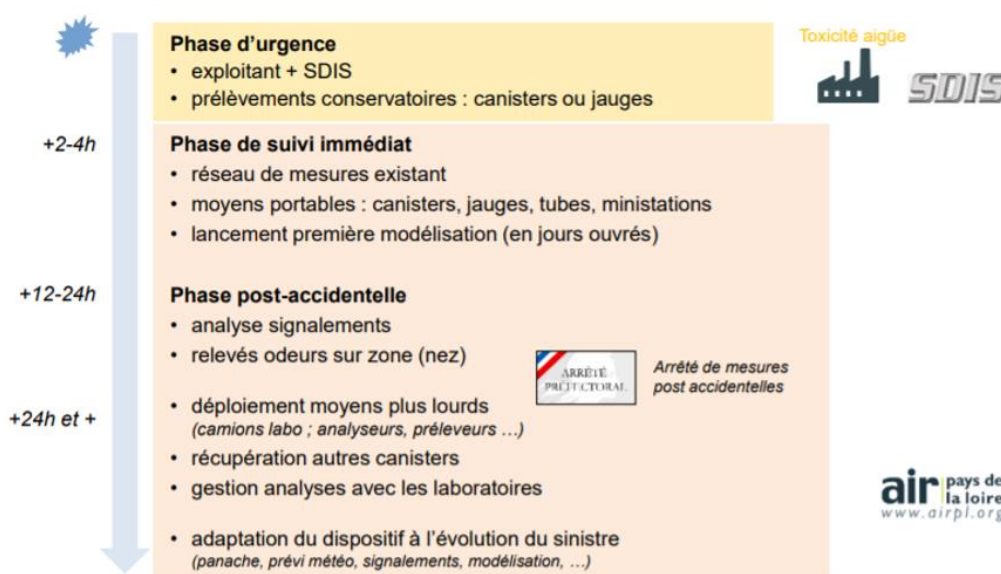 Phase d'urgence
• exploitant + SDIS
• prélèvements conservatoires : canisters ou jauges
Toxicité aigüe
SDIS
+2-4h
Phase de suivi immédiat
• réseau de mesures existant
• moyens portables : canisters, jauges, tubes, ministations
• lancement première modélisation (en jours ouvrés)
+12-24h
Phase post-accidentelle
• analyse signalements
• relevés odeurs sur zone (nez)
ARRÊTÉ
PRÉFECTORAL
Arrêté de mesures
post accidentelles
+24h et +
• déploiement moyens plus lourds
(camions labo ; analyseurs, préleveurs ...)
• récupération autres canisters
• gestion analyses avec les laboratoires
• adaptation du dispositif à l'évolution du sinistre
(panache, prévi météo, signalements, modélisation, ...)
air pays de
la loire
www.airpl.org